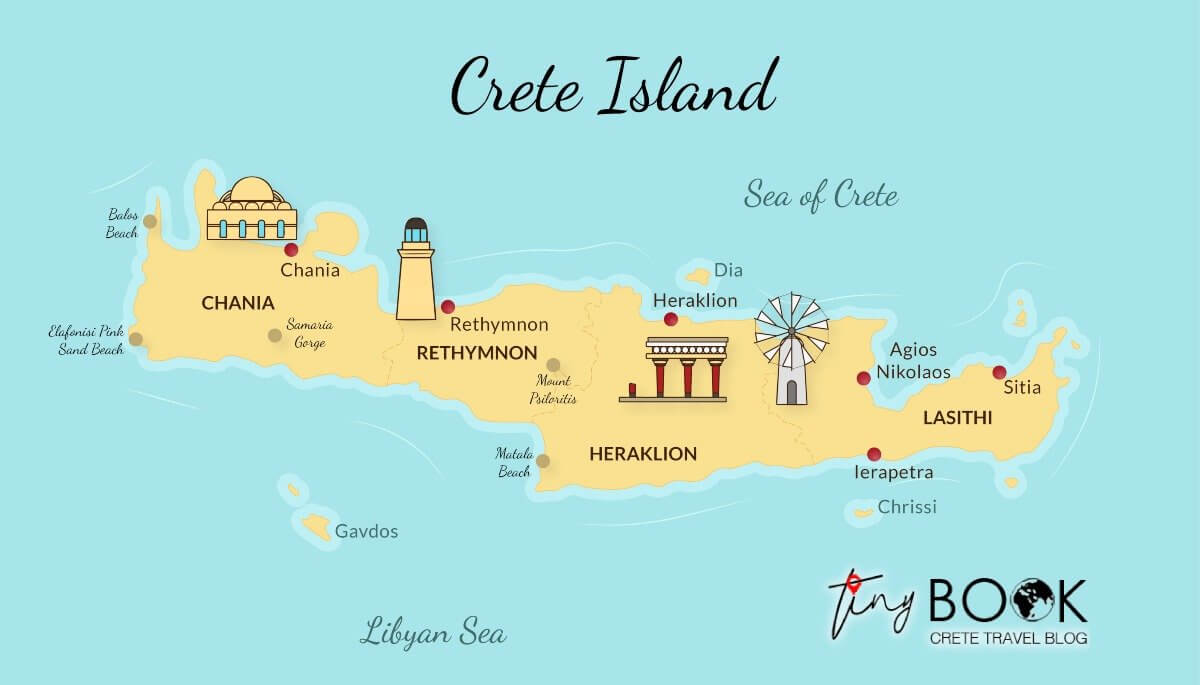 Crete Island
Sea of Crete
Balos
Beach
Chania
CHANIA
Elafonisi Pink
Sand Beach
Samaria
Gorge
Rethymnon
RETHYMNON
Mount
Psiloritis
Dia
Heraklion
HERAKLION
Matala
Beach
Agios
Nikolaos
Sitia
LASITHI
Ierapetra
Chrissi
Gavdos
Libyan Sea
tiny BOOK
CRETE TRAVEL BLOG